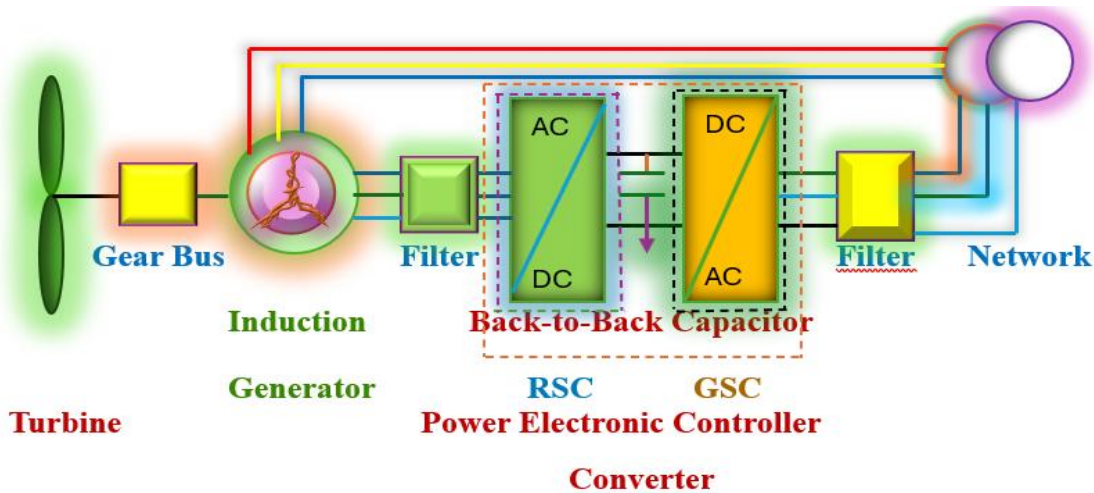 AC
DC
DC
AC
Gear Bus
Filter
Filter
Network
Induction
Generator
Back-to-Back Capacitor
RSC
GSC
Turbine
Power Electronic Controller
Converter